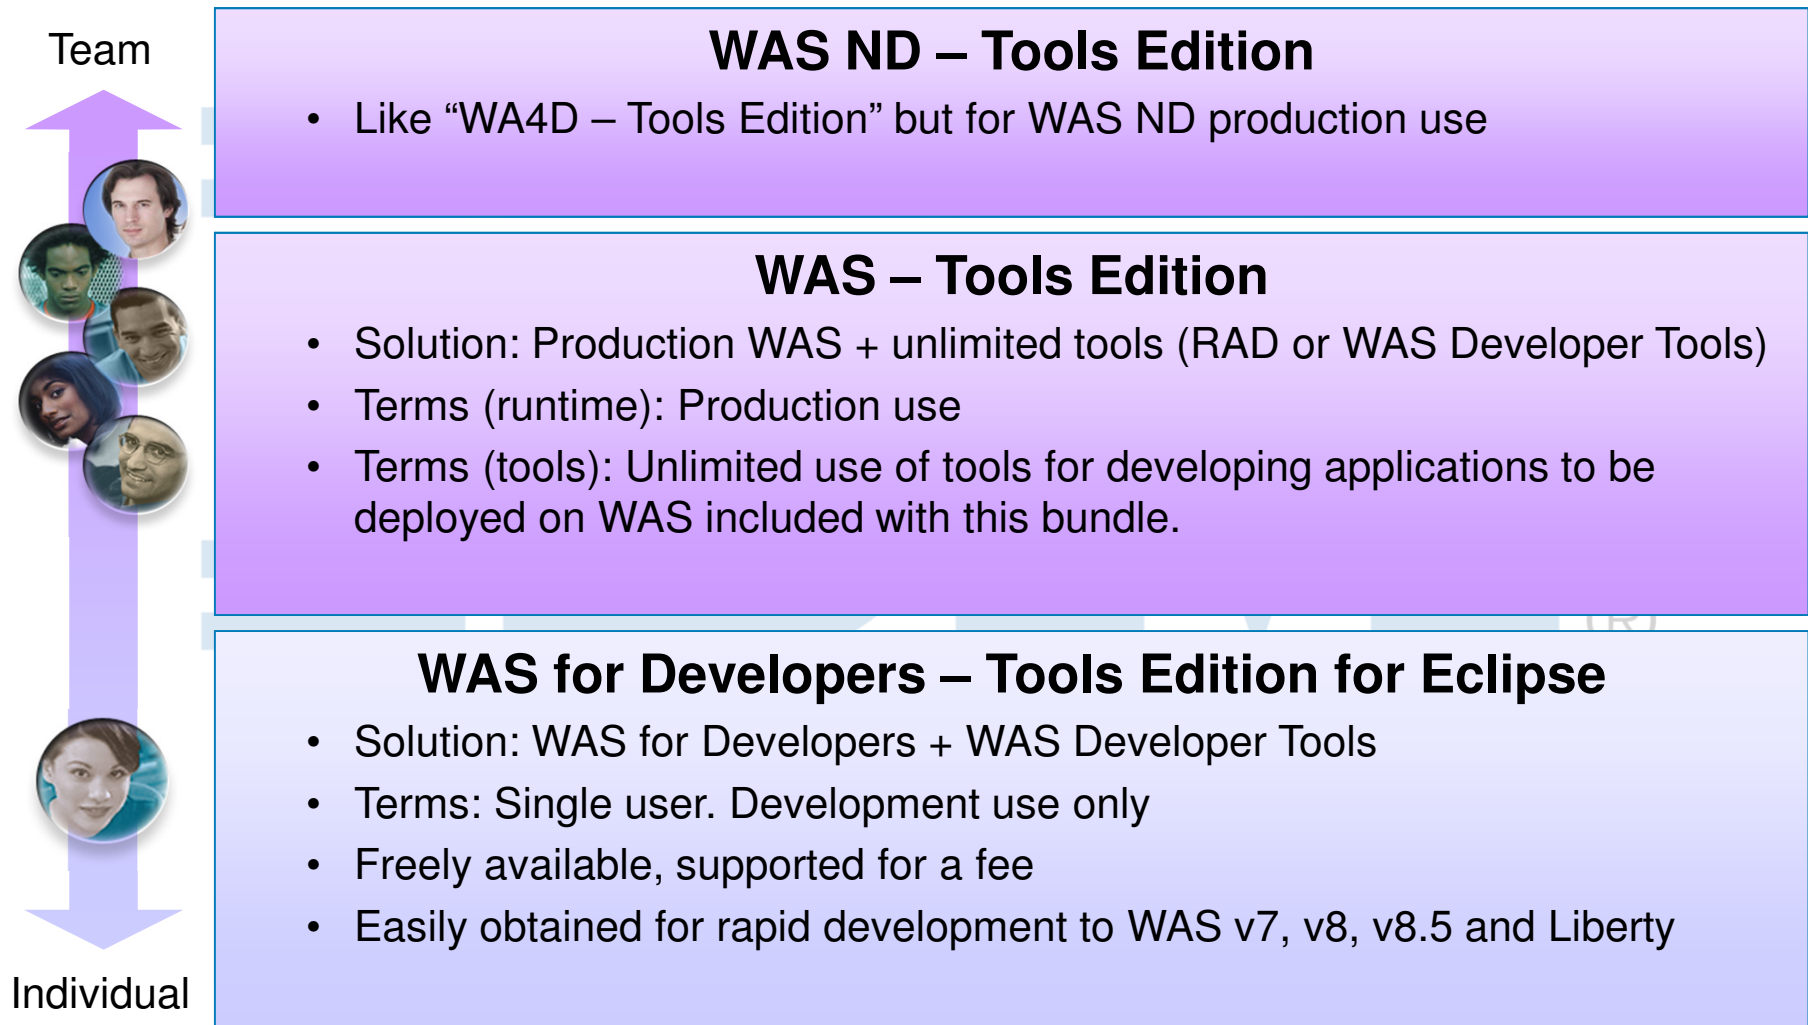 Team
WAS ND – Tools Edition
• Like “WA4D – Tools Edition” but for WAS ND production use
WAS – Tools Edition
• Solution: Production WAS + unlimited tools (RAD or WAS Developer Tools)
• Terms (runtime): Production use
• Terms (tools): Unlimited use of tools for developing applications to be
deployed on WAS included with this bundle.
WAS for Developers – Tools Edition for Eclipse
• Solution: WAS for Developers + WAS Developer Tools
• Terms: Single user. Development use only
• Freely available, supported for a fee
• Easily obtained for rapid development to WAS v7, v8, v8.5 and Liberty
Individual
®